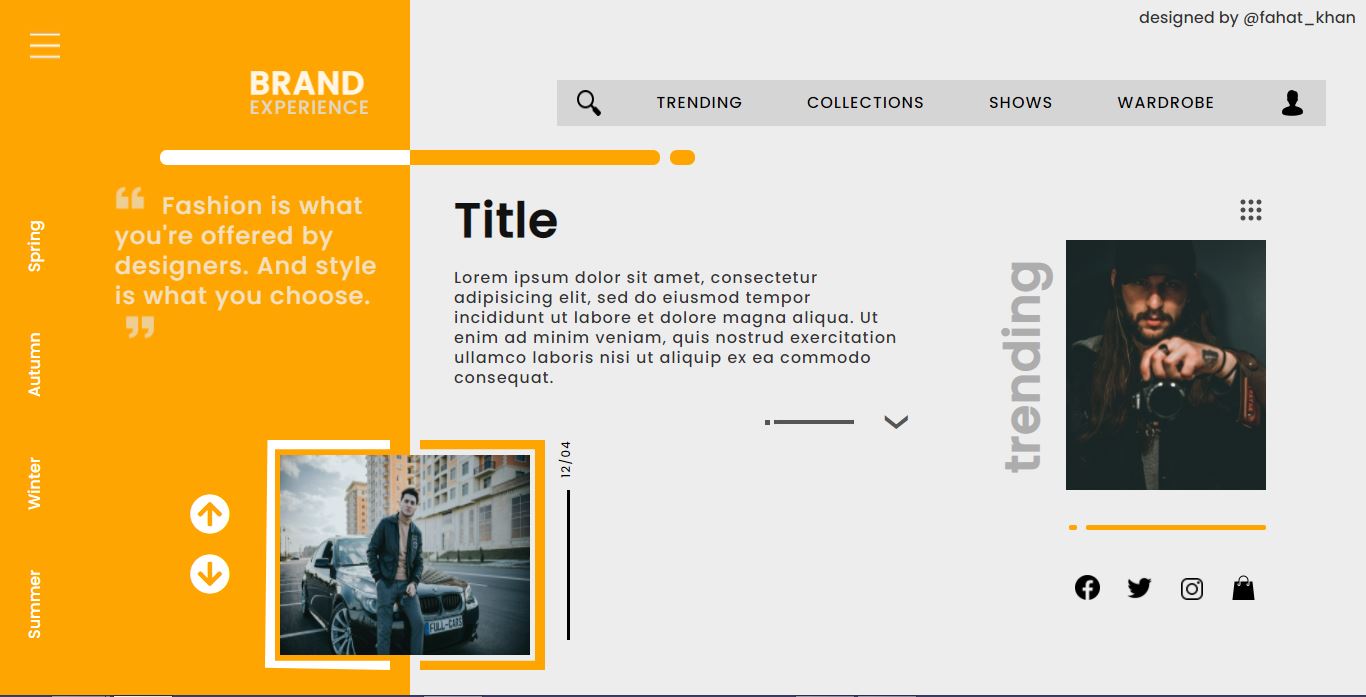 designed by @fahat_khan
BRAND
EXPERIENCE
TRENDING COLLECTIONS SHOWS WARDROBE
Spring
Autumn
Winter
Summer
“ Fashion is what
you're offered by
designers. And style
is what you choose.
”
Title
Lorem ipsum dolor sit amet, consectetur
adipisicing elit, sed do eiusmod tempor
incididunt ut labore et dolore magna aliqua. Ut
enim ad minim veniam, quis nostrud exercitation
ullamco laboris nisi ut aliquip ex ea commodo
consequat.
12/04
FULL-CARS
trending